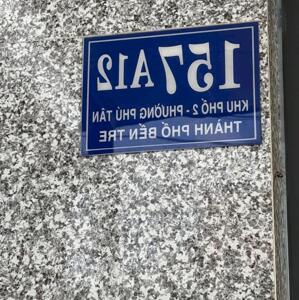 157A12
KHU PHỐ - 2 - PHƯỜNG PHÚ TÂN
THÀNH PHỐ BẾN TRE